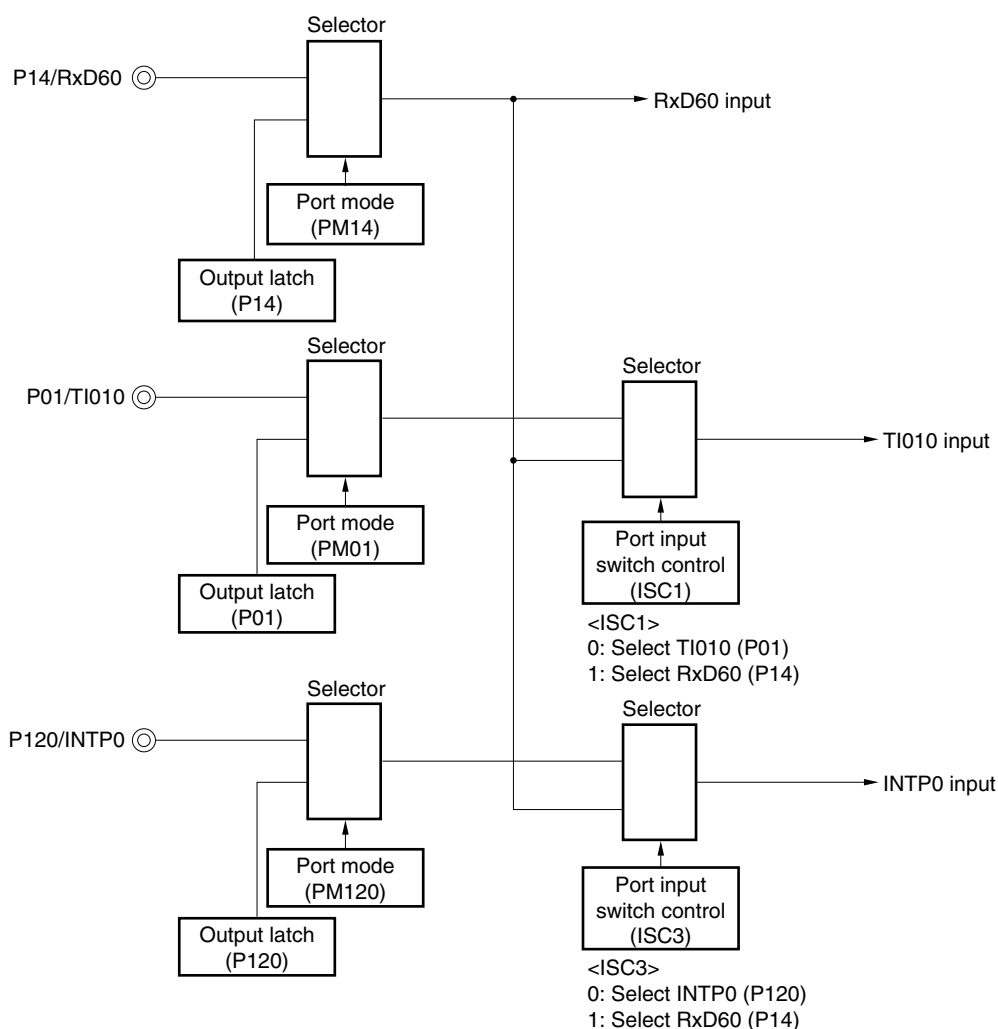 Selector
P14/RxD60
RxD60 input
Port mode
(PM14)
Output latch
(P14)
Selector
P01/TI010
Selector
TI010 input
Port mode
(PM01)
Output latch
(P01)
Port input
switch control
(ISC1)
<ISC1>
0: Select TI010 (P01)
1: Select RxD60 (P14)
Selector
P120/INTP0
Selector
INTP0 input
Port mode
(PM120)
Output latch
(P120)
Port input
switch control
(ISC3)
<ISC3>
0: Select INTP0 (P120)
1: Select RxD60 (P14)